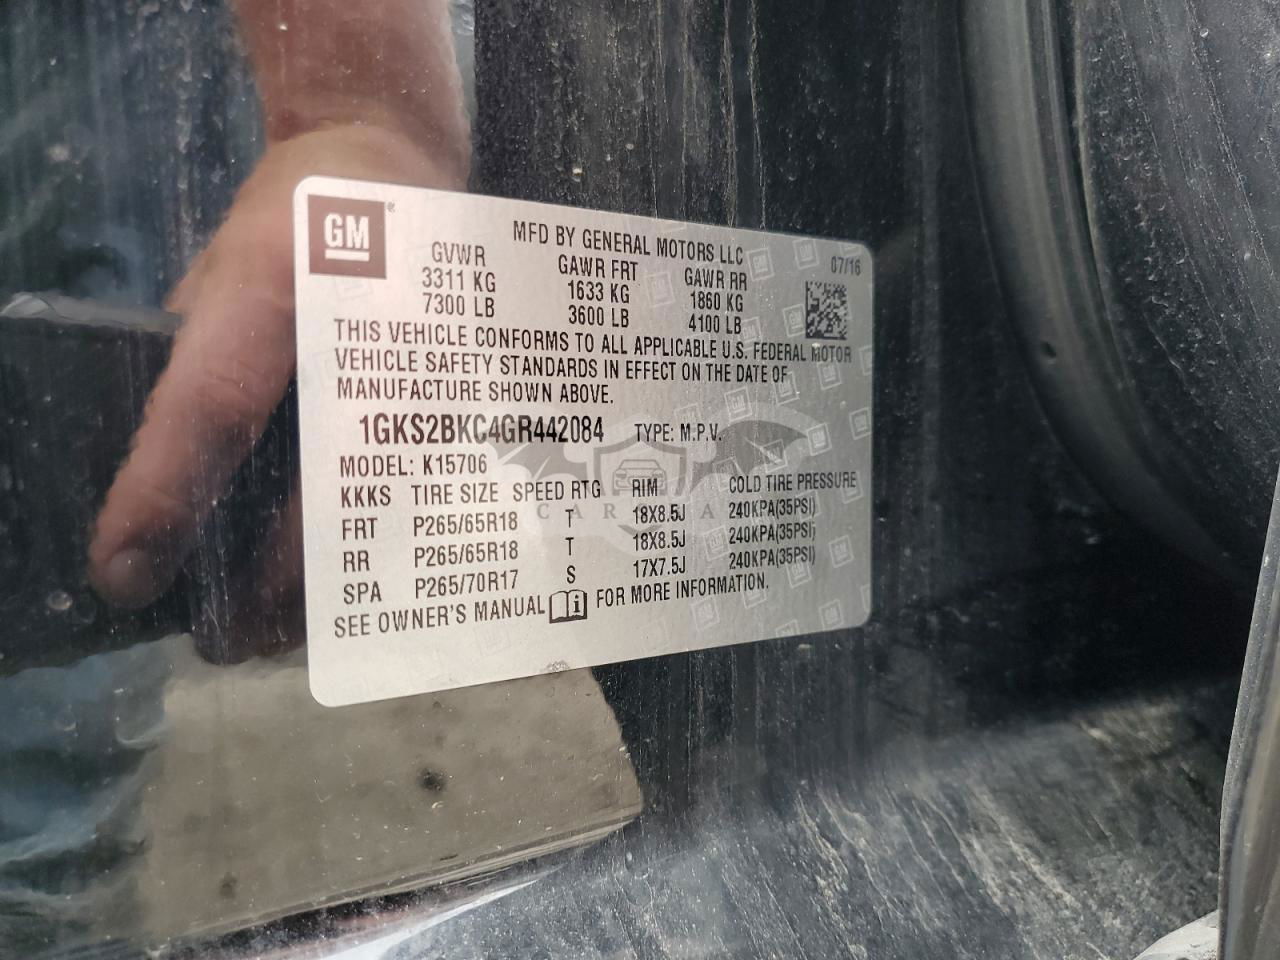 GM
MFD BY GENERAL MOTORS LLC
07/16
GVWR GAWR FRT GAWR RR
3311 KG 1633 KG 1860 KG
7300 LB 3600 LB 4100 LB
THIS VEHICLE CONFORMS TO ALL APPLICABLE U.S. FEDERAL MOTOR
VEHICLE SAFETY STANDARDS IN EFFECT ON THE DATE OF
MANUFACTURE SHOWN ABOVE.
1GKS2BKC4GR442084 TYPE: M.P.V.
MODEL: K15706
KKKS TIRE SIZE SPEED RTG RIM COLD TIRE PRESSURE
FRT P265/65R18 T 18X8.5J 240KPA(35PSI)
RR P265/65R18 T 18X8.5J 240KPA(35PSI)
SPA P265/70R17 S 17X7.5J 240KPA(35PSI)
SEE OWNER'S MANUAL FOR MORE INFORMATION.